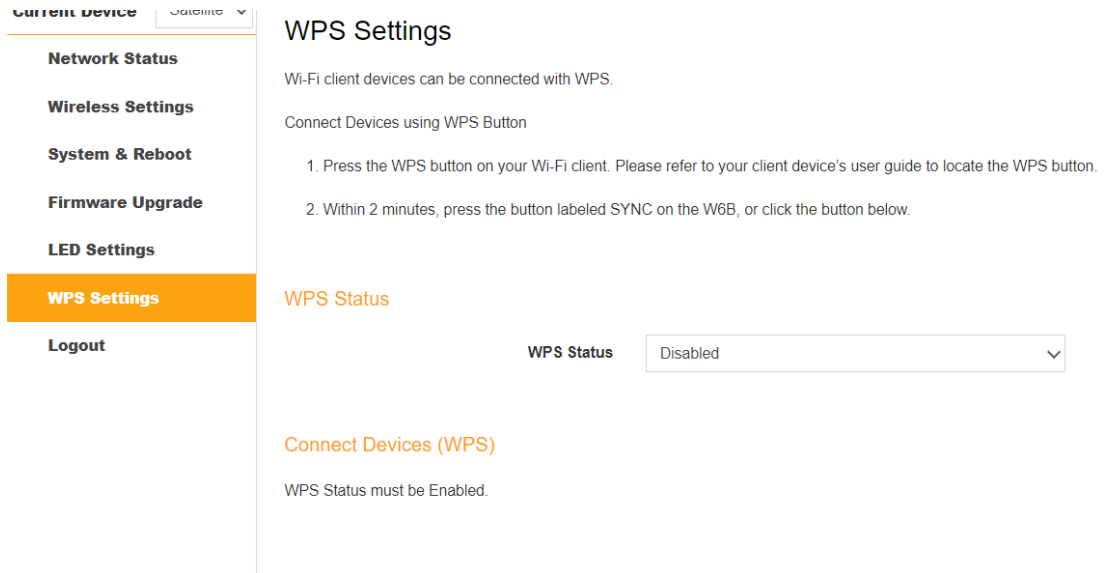 Current Device Satellite
Network Status
Wireless Settings
System & Reboot
Firmware Upgrade
LED Settings
WPS Settings
Logout
WPS Settings
Wi-Fi client devices can be connected with WPS.
Connect Devices using WPS Button
1. Press the WPS button on your Wi-Fi client. Please refer to your client device’s user guide to locate the WPS button.
2. Within 2 minutes, press the button labeled SYNC on the W6B, or click the button below.
WPS Status
WPS Status Disabled
Connect Devices (WPS)
WPS Status must be Enabled.